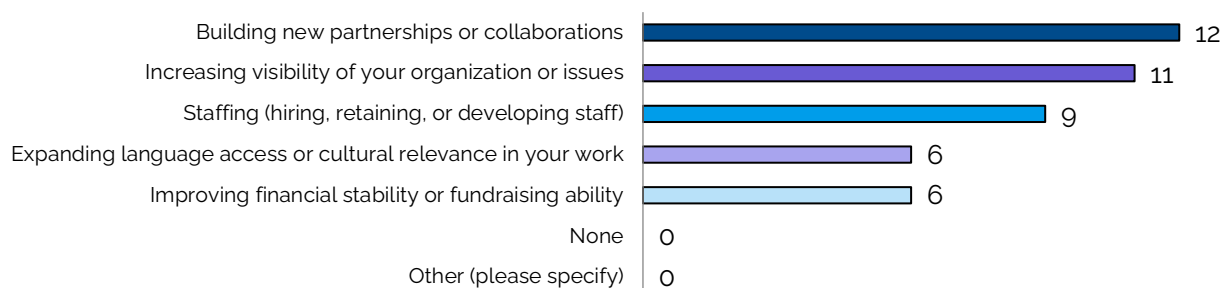 Building new partnerships or collaborations 12
Increasing visibility of your organization or issues 11
Staffing (hiring, retaining, or developing staff) 9
Expanding language access or cultural relevance in your work 6
Improving financial stability or fundraising ability 6
None 0
Other (please specify) 0